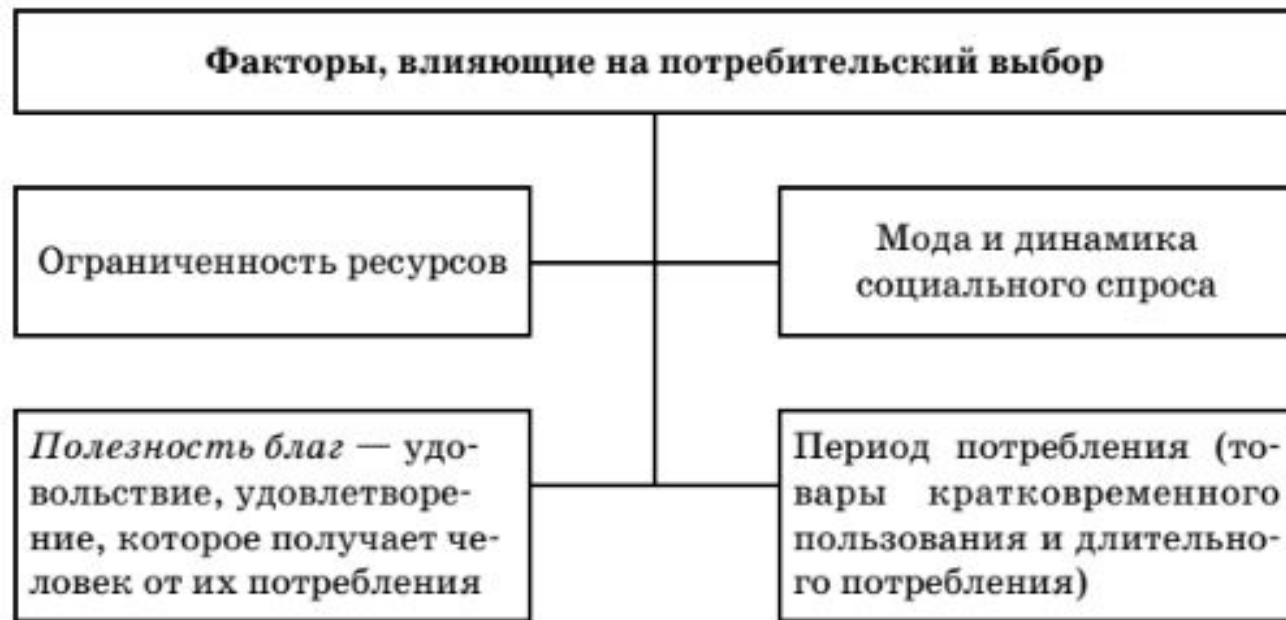 Факторы, влияющие на потребительский выбор
Ограниченность ресурсов
Мода и динамика
социального спроса
Полезность благ — удо-
вольствие, удовлетворе-
ние, которое получает че-
ловек от их потребления
Период потребления (то-
вары кратковременного
пользования и длительно-
го потребления)